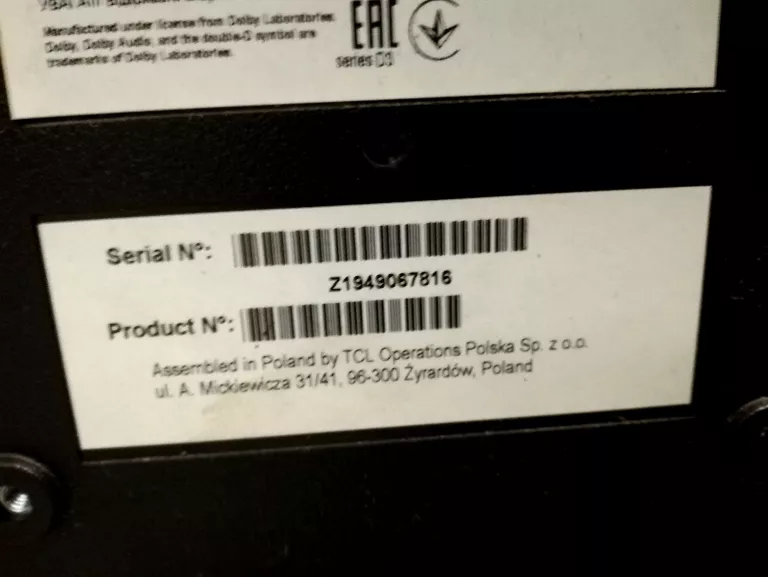 Manufactured under license from Dolby Laboratories.
Dolby, Dolby Audio, and the double-D symbol are
trademarks of Dolby Laboratories.
EAC
series 03
Serial N°:
Z1949067816
Product N°:
Assembled in Poland by TCL Operations Polska Sp. z o.o.
ul. A. Mickiewicza 31/41, 96-300 Żyrardów, Poland